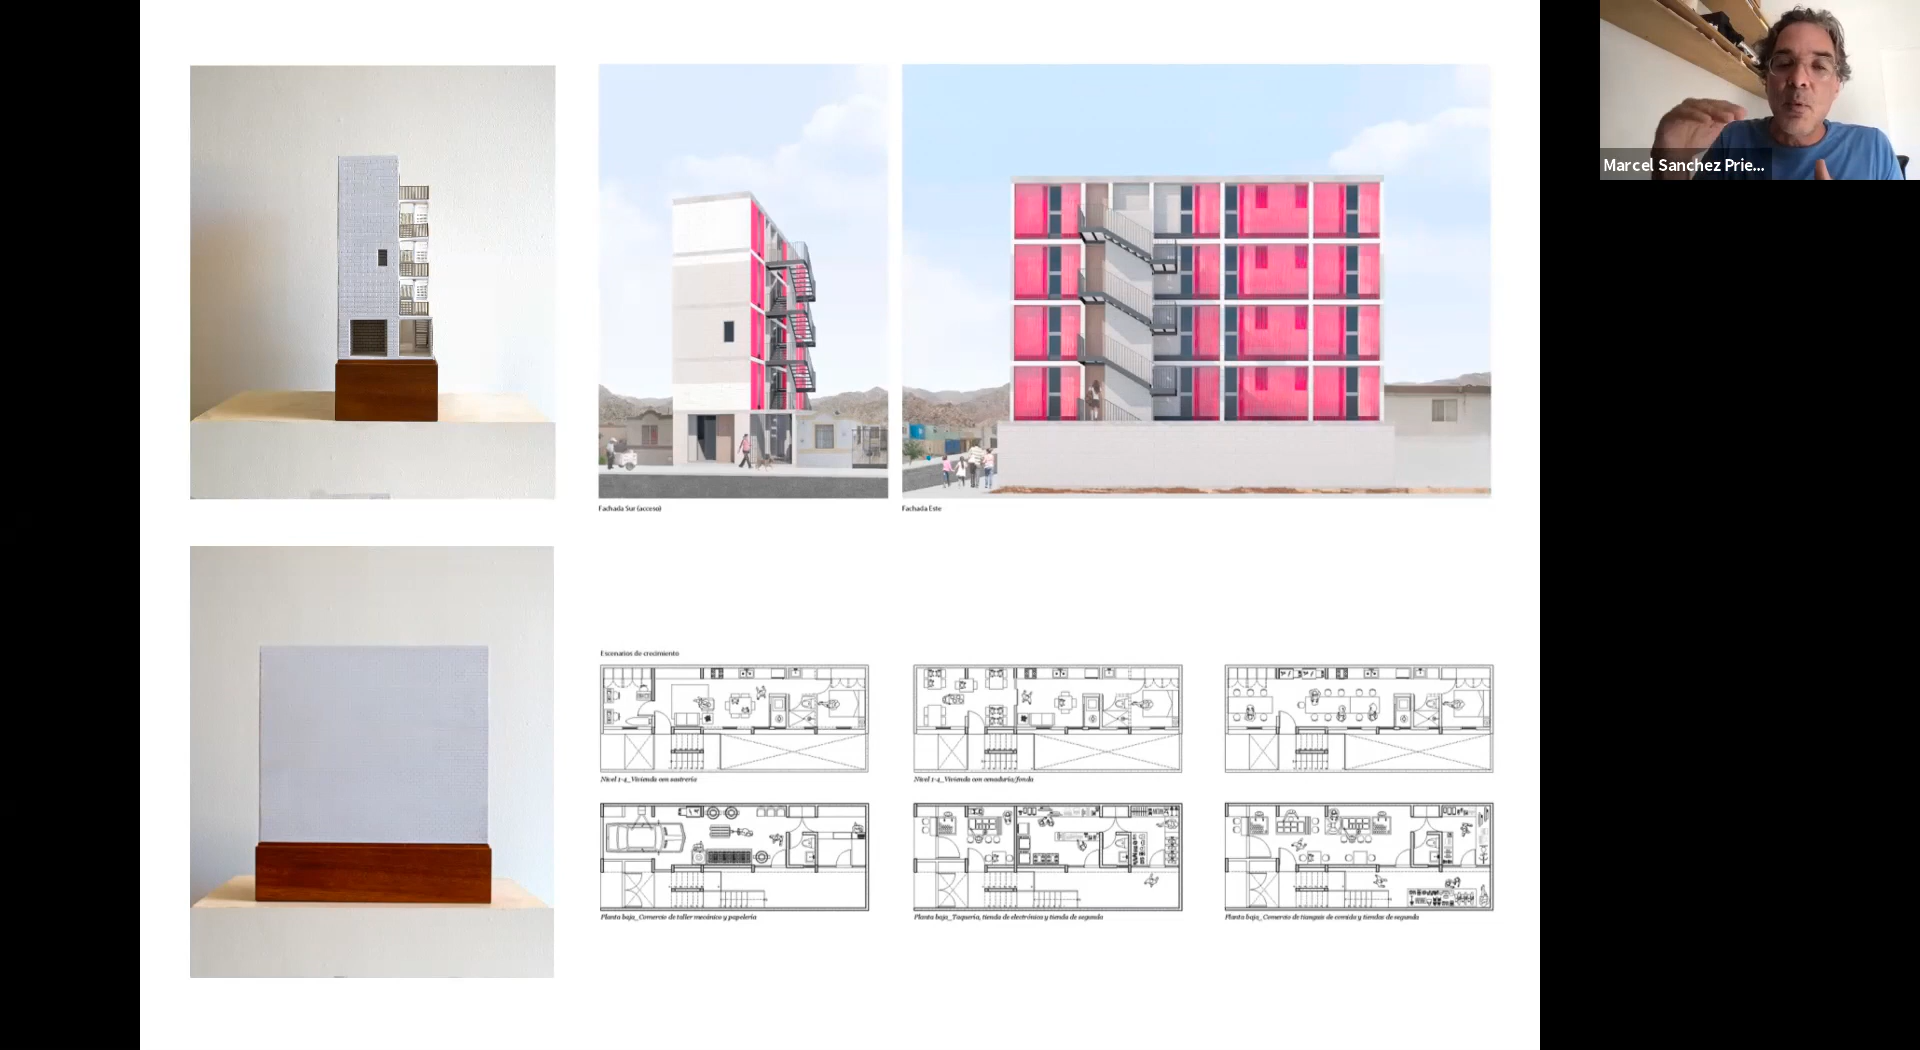 Marcel Sanchez Prie...
Fachada Sur (acceso)
Fachada Este
Escenarios de crecimiento
Nivel 1-4_Vivienda con sastrería
Nivel 1-4_Vivienda con cenaduría/fonda
Planta baja_Comercio de taller mecánico y papelería
Planta baja_Taquería, tienda de electrónica y tienda de segunda
Planta baja_Comercio de tianguis de comida y tiendas de segunda